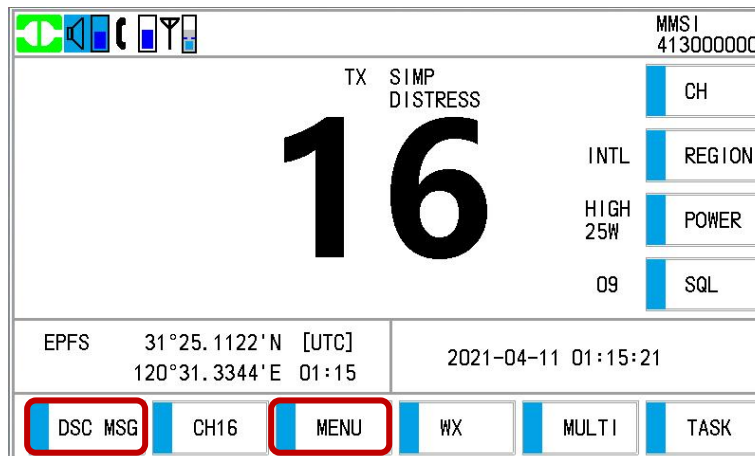 MMSI
413000000
TX SIMP
DISTRESS
16
CH
INTL REGION
HIGH
25W
POWER
09 SQL
EPFS 31°25.1122'N [UTC]
120°31.3344'E 01:15
2021-04-11 01:15:21
DSC MSG CH16 MENU WX MULTI TASK